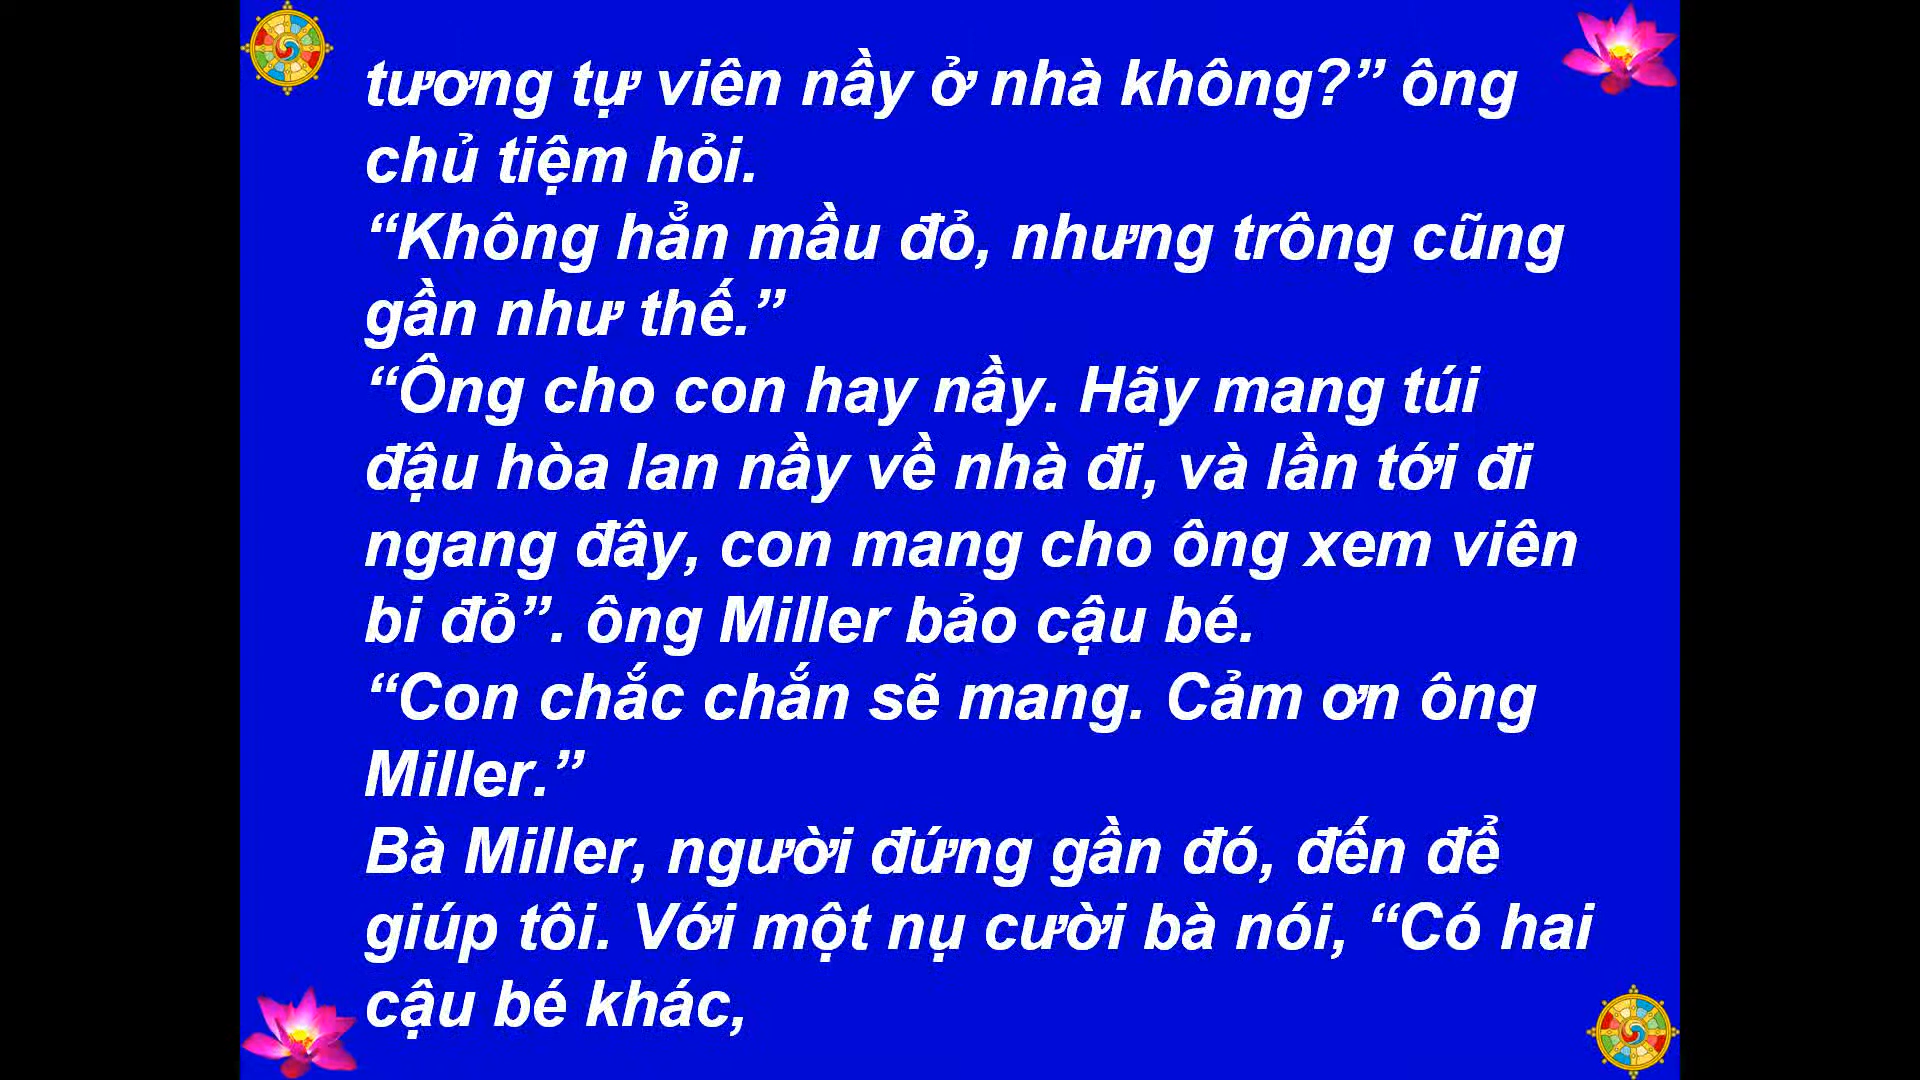 tương tự viên nầy ở nhà không?” ông
chủ tiệm hỏi.
“Không hẳn mầu đỏ, nhưng trông cũng
gần như thế.”
“Ông cho con hay nầy. Hãy mang túi
đậu hòa lan nầy về nhà đi, và lần tới đi
ngang đây, con mang cho ông xem viên
bi đỏ”. ông Miller bảo cậu bé.
“Con chắc chắn sẽ mang. Cảm ơn ông
Miller.”
Bà Miller, người đứng gần đó, đến để
giúp tôi. Với một nụ cười bà nói, “Có hai
cậu bé khác,